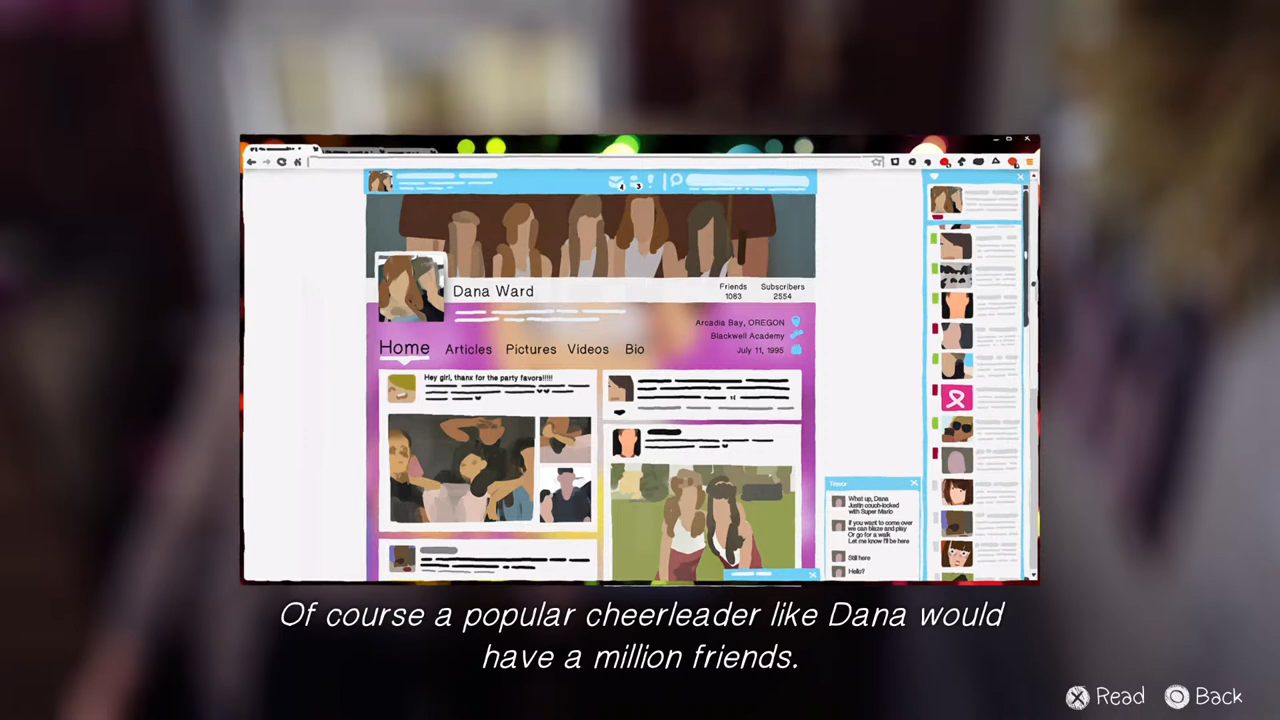 Dana Ward
Friends
1083
Subscribers
2554
Arcadia Bay, OREGON
Blackwell Academy
July 11, 1995
Home Articles Pictures Videos Bio
Hey girl, thanx for the party favors!!!!!
4
3
Trevor
What up, Dana
Justin couch-locked
with Super Mario
If you want to come over
we can blaze and play
Or go for a walk
Let me know I'll be here
Still here
Hello?
Of course a popular cheerleader like Dana would
have a million friends.
Read Back